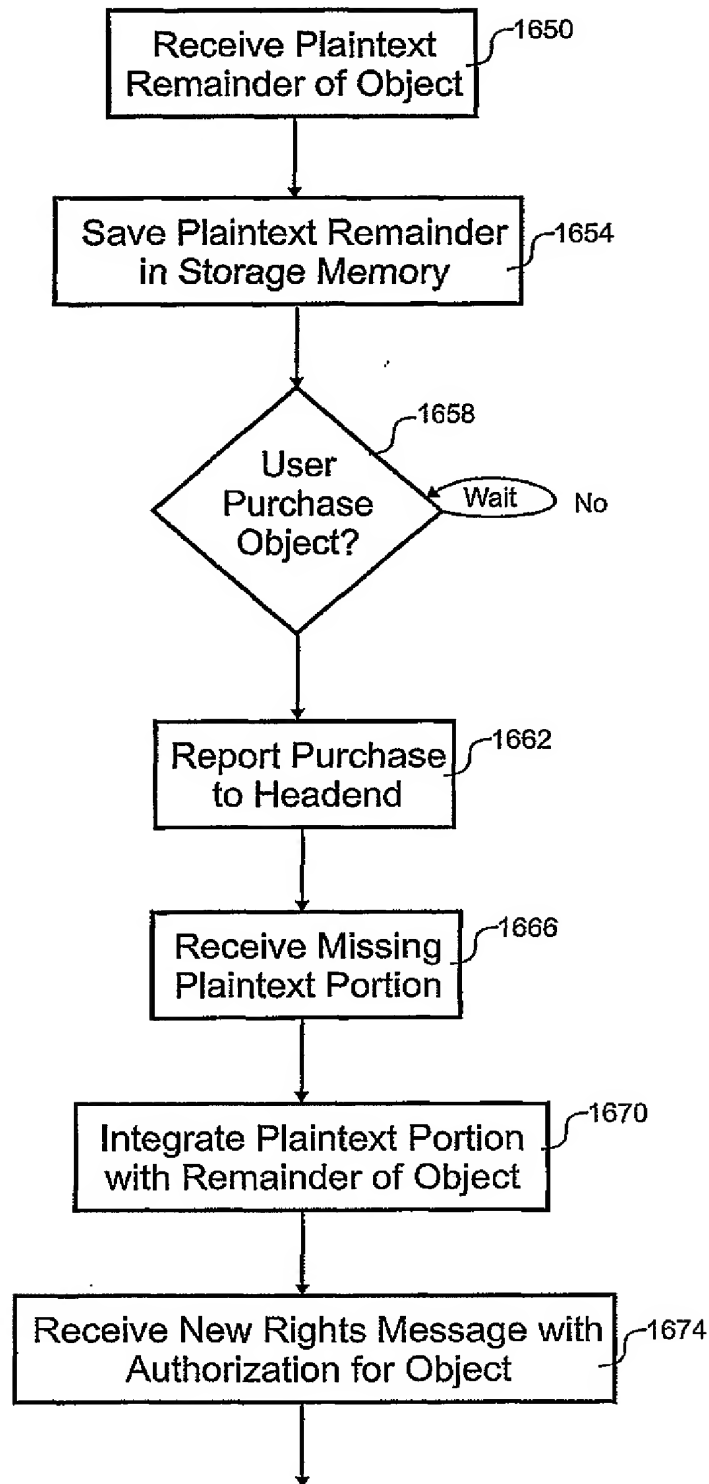 Receive Plaintext
Remainder of Object
1650
Save Plaintext Remainder
in Storage Memory
1654
User
Purchase
Object?
1658
Wait
No
Report Purchase
to Headend
1662
Receive Missing
Plaintext Portion
1666
Integrate Plaintext Portion
with Remainder of Object
1670
Receive New Rights Message with
Authorization for Object
1674